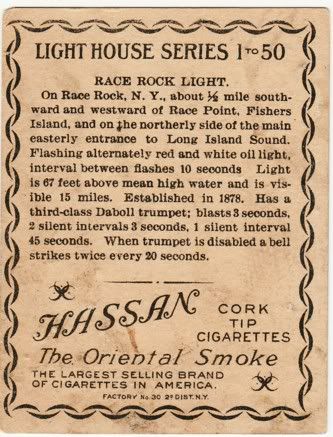 LIGHT HOUSE SERIES 1 TO 50
RACE ROCK LIGHT.
On Race Rock, N. Y., about ½ mile south-
ward and westward of Race Point, Fishers
Island, and on the northerly side of the main
easterly entrance to Long Island Sound.
Flashing alternately red and white oil light,
interval between flashes 10 seconds Light
is 67 feet above mean high water and is vis-
ible 15 miles. Established in 1878. Has a
third-class Daboll trumpet; blasts 3 seconds,
2 silent intervals 3 seconds, 1 silent interval
45 seconds. When trumpet is disabled a bell
strikes twice every 20 seconds.
HASSAN
CORK
TIP
CIGARETTES
The Oriental Smoke
THE LARGEST SELLING BRAND
OF CIGARETTES IN AMERICA.
FACTORY No. 30 2D DIST. N.Y.